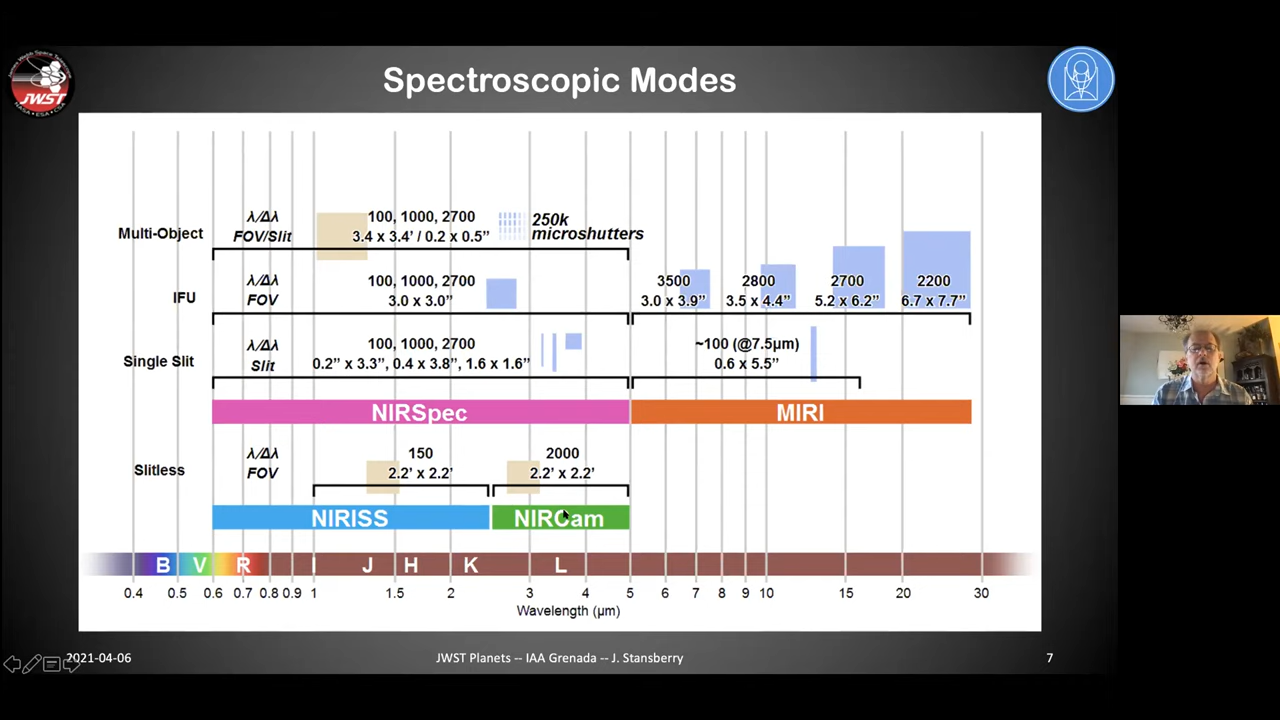 JWST
Spectroscopic Modes
Multi-Object
λ/Δλ
FOV/Slit
100, 1000, 2700
3.4 x 3.4’ / 0.2 x 0.5”
250k
microshutters
IFU
λ/Δλ
FOV
100, 1000, 2700
3.0 x 3.0”
3500
3.0 x 3.9”
2800
3.5 x 4.4”
2700
5.2 x 6.2”
2200
6.7 x 7.7”
Single Slit
λ/Δλ
Slit
100, 1000, 2700
0.2” x 3.3”, 0.4 x 3.8”, 1.6 x 1.6”
~100 (@7.5µm)
0.6 x 5.5”
NIRSpec
MIRI
Slitless
λ/Δλ
FOV
150
2.2’ x 2.2’
2000
2.2’ x 2.2’
NIRISS
NIRCam
B V R I J H K L
0.4 0.5 0.6 0.7 0.8 0.9 1 1.5 2 3 4 5 6 7 8 9 10 15 20 30
Wavelength (µm)
2021-04-06
JWST Planets -- IAA Grenada -- J. Stansberry
7